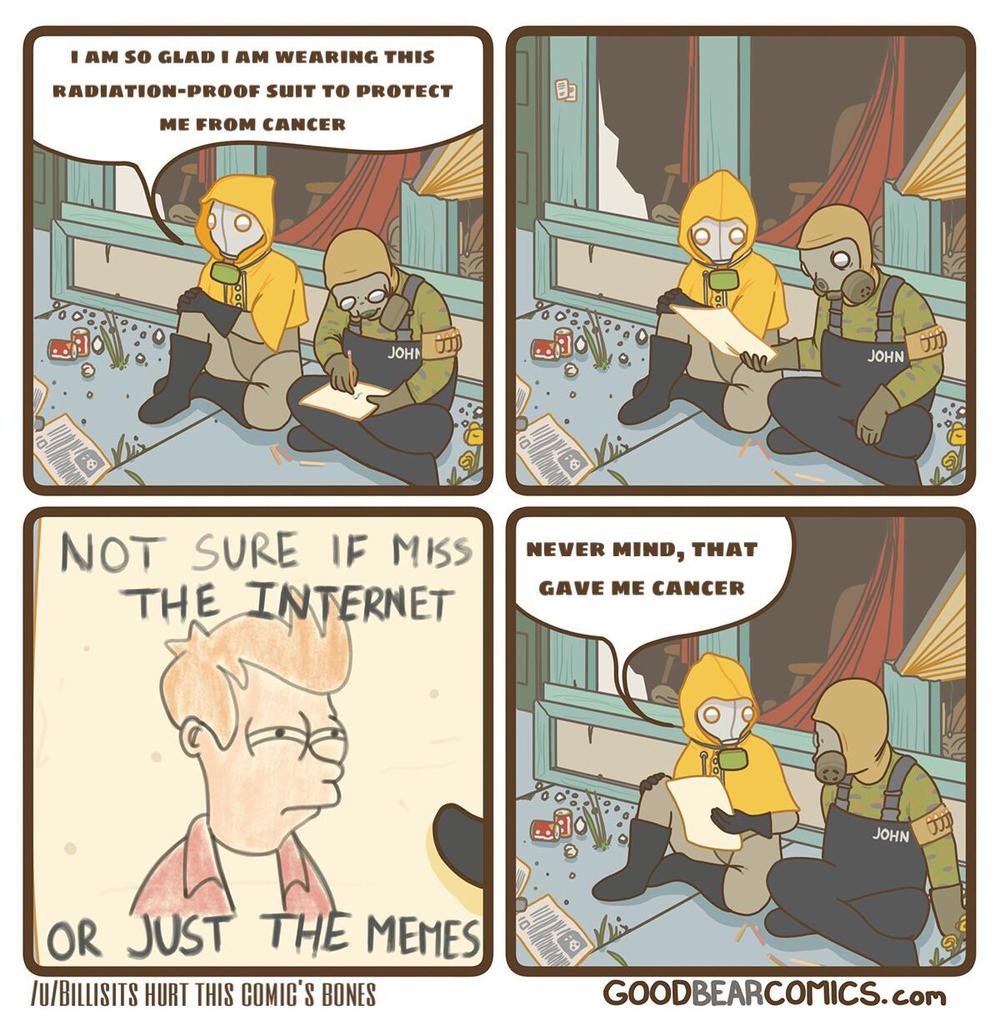 I AM SO GLAD I AM WEARING THIS
RADIATION-PROOF SUIT TO PROTECT
ME FROM CANCER
JOHN
JOHN
NOT SURE IF MISS
THE INTERNET
OR JUST THE MEMES
NEVER MIND, THAT
GAVE ME CANCER
JOHN
/U/BILLISITS HURT THIS COMIC'S BONES
GOODBEARCOMICS.com